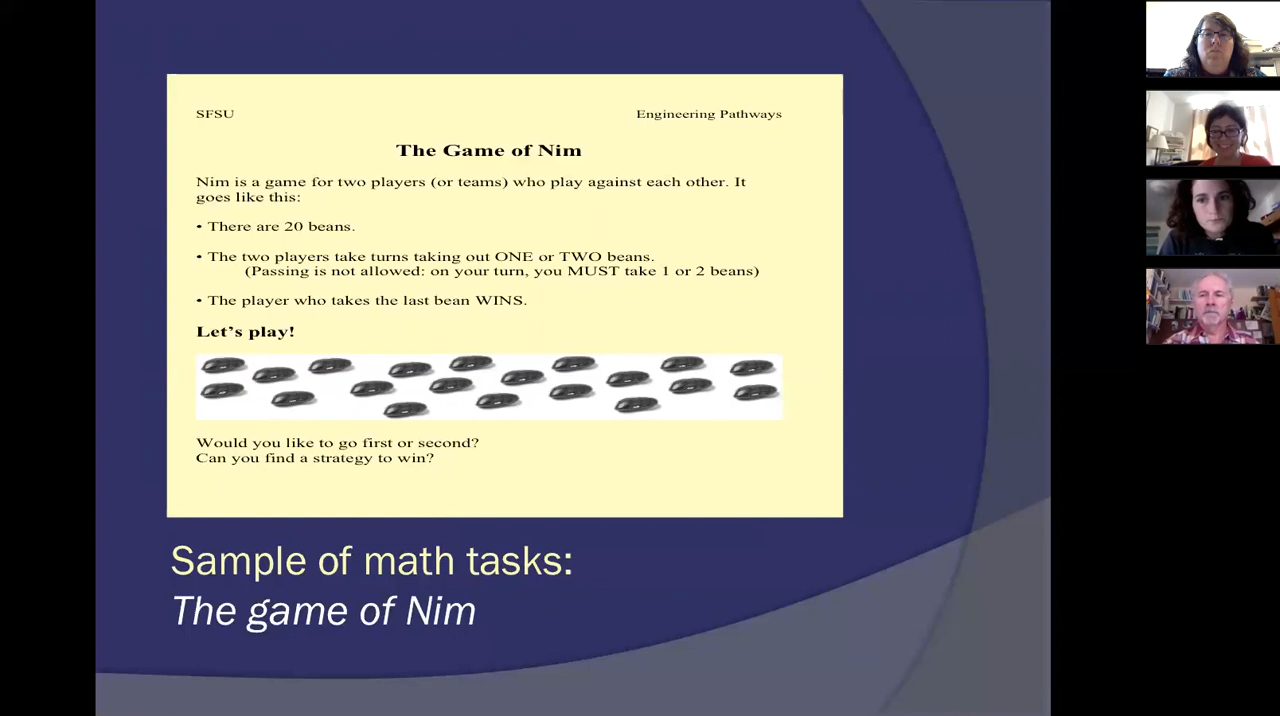 SFSU Engineering Pathways
The Game of Nim
Nim is a game for two players (or teams) who play against each other. It
goes like this:
• There are 20 beans.
• The two players take turns taking out ONE or TWO beans.
(Passing is not allowed: on your turn, you MUST take 1 or 2 beans)
• The player who takes the last bean WINS.
Let's play!
Would you like to go first or second?
Can you find a strategy to win?
Sample of math tasks:
The game of Nim